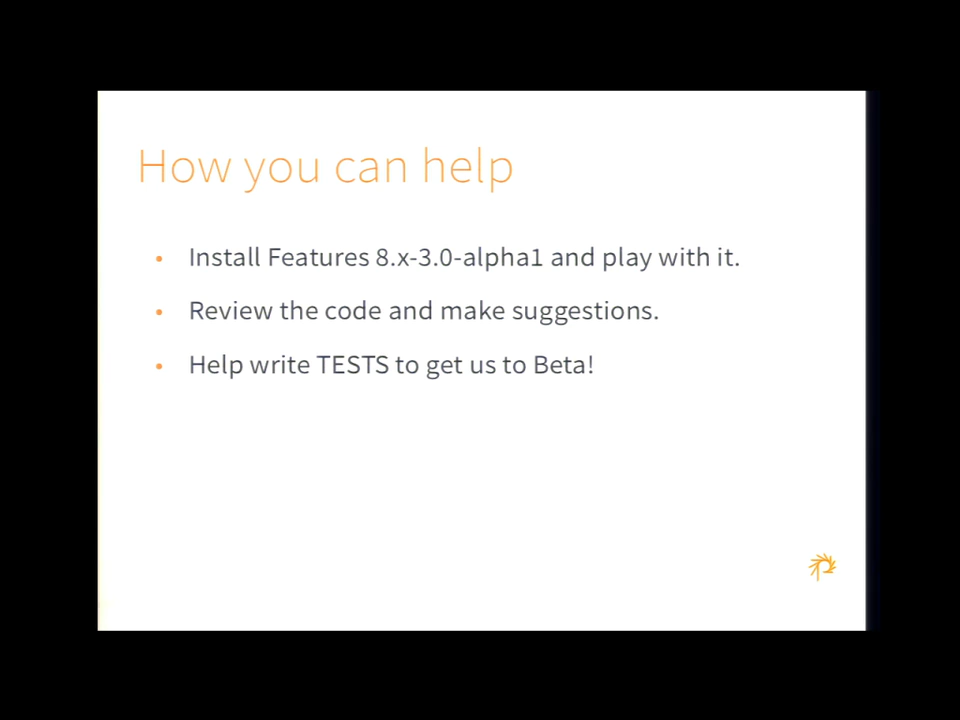 How you can help
• Install Features 8.x-3.0-alpha1 and play with it.
• Review the code and make suggestions.
• Help write TESTS to get us to Beta!